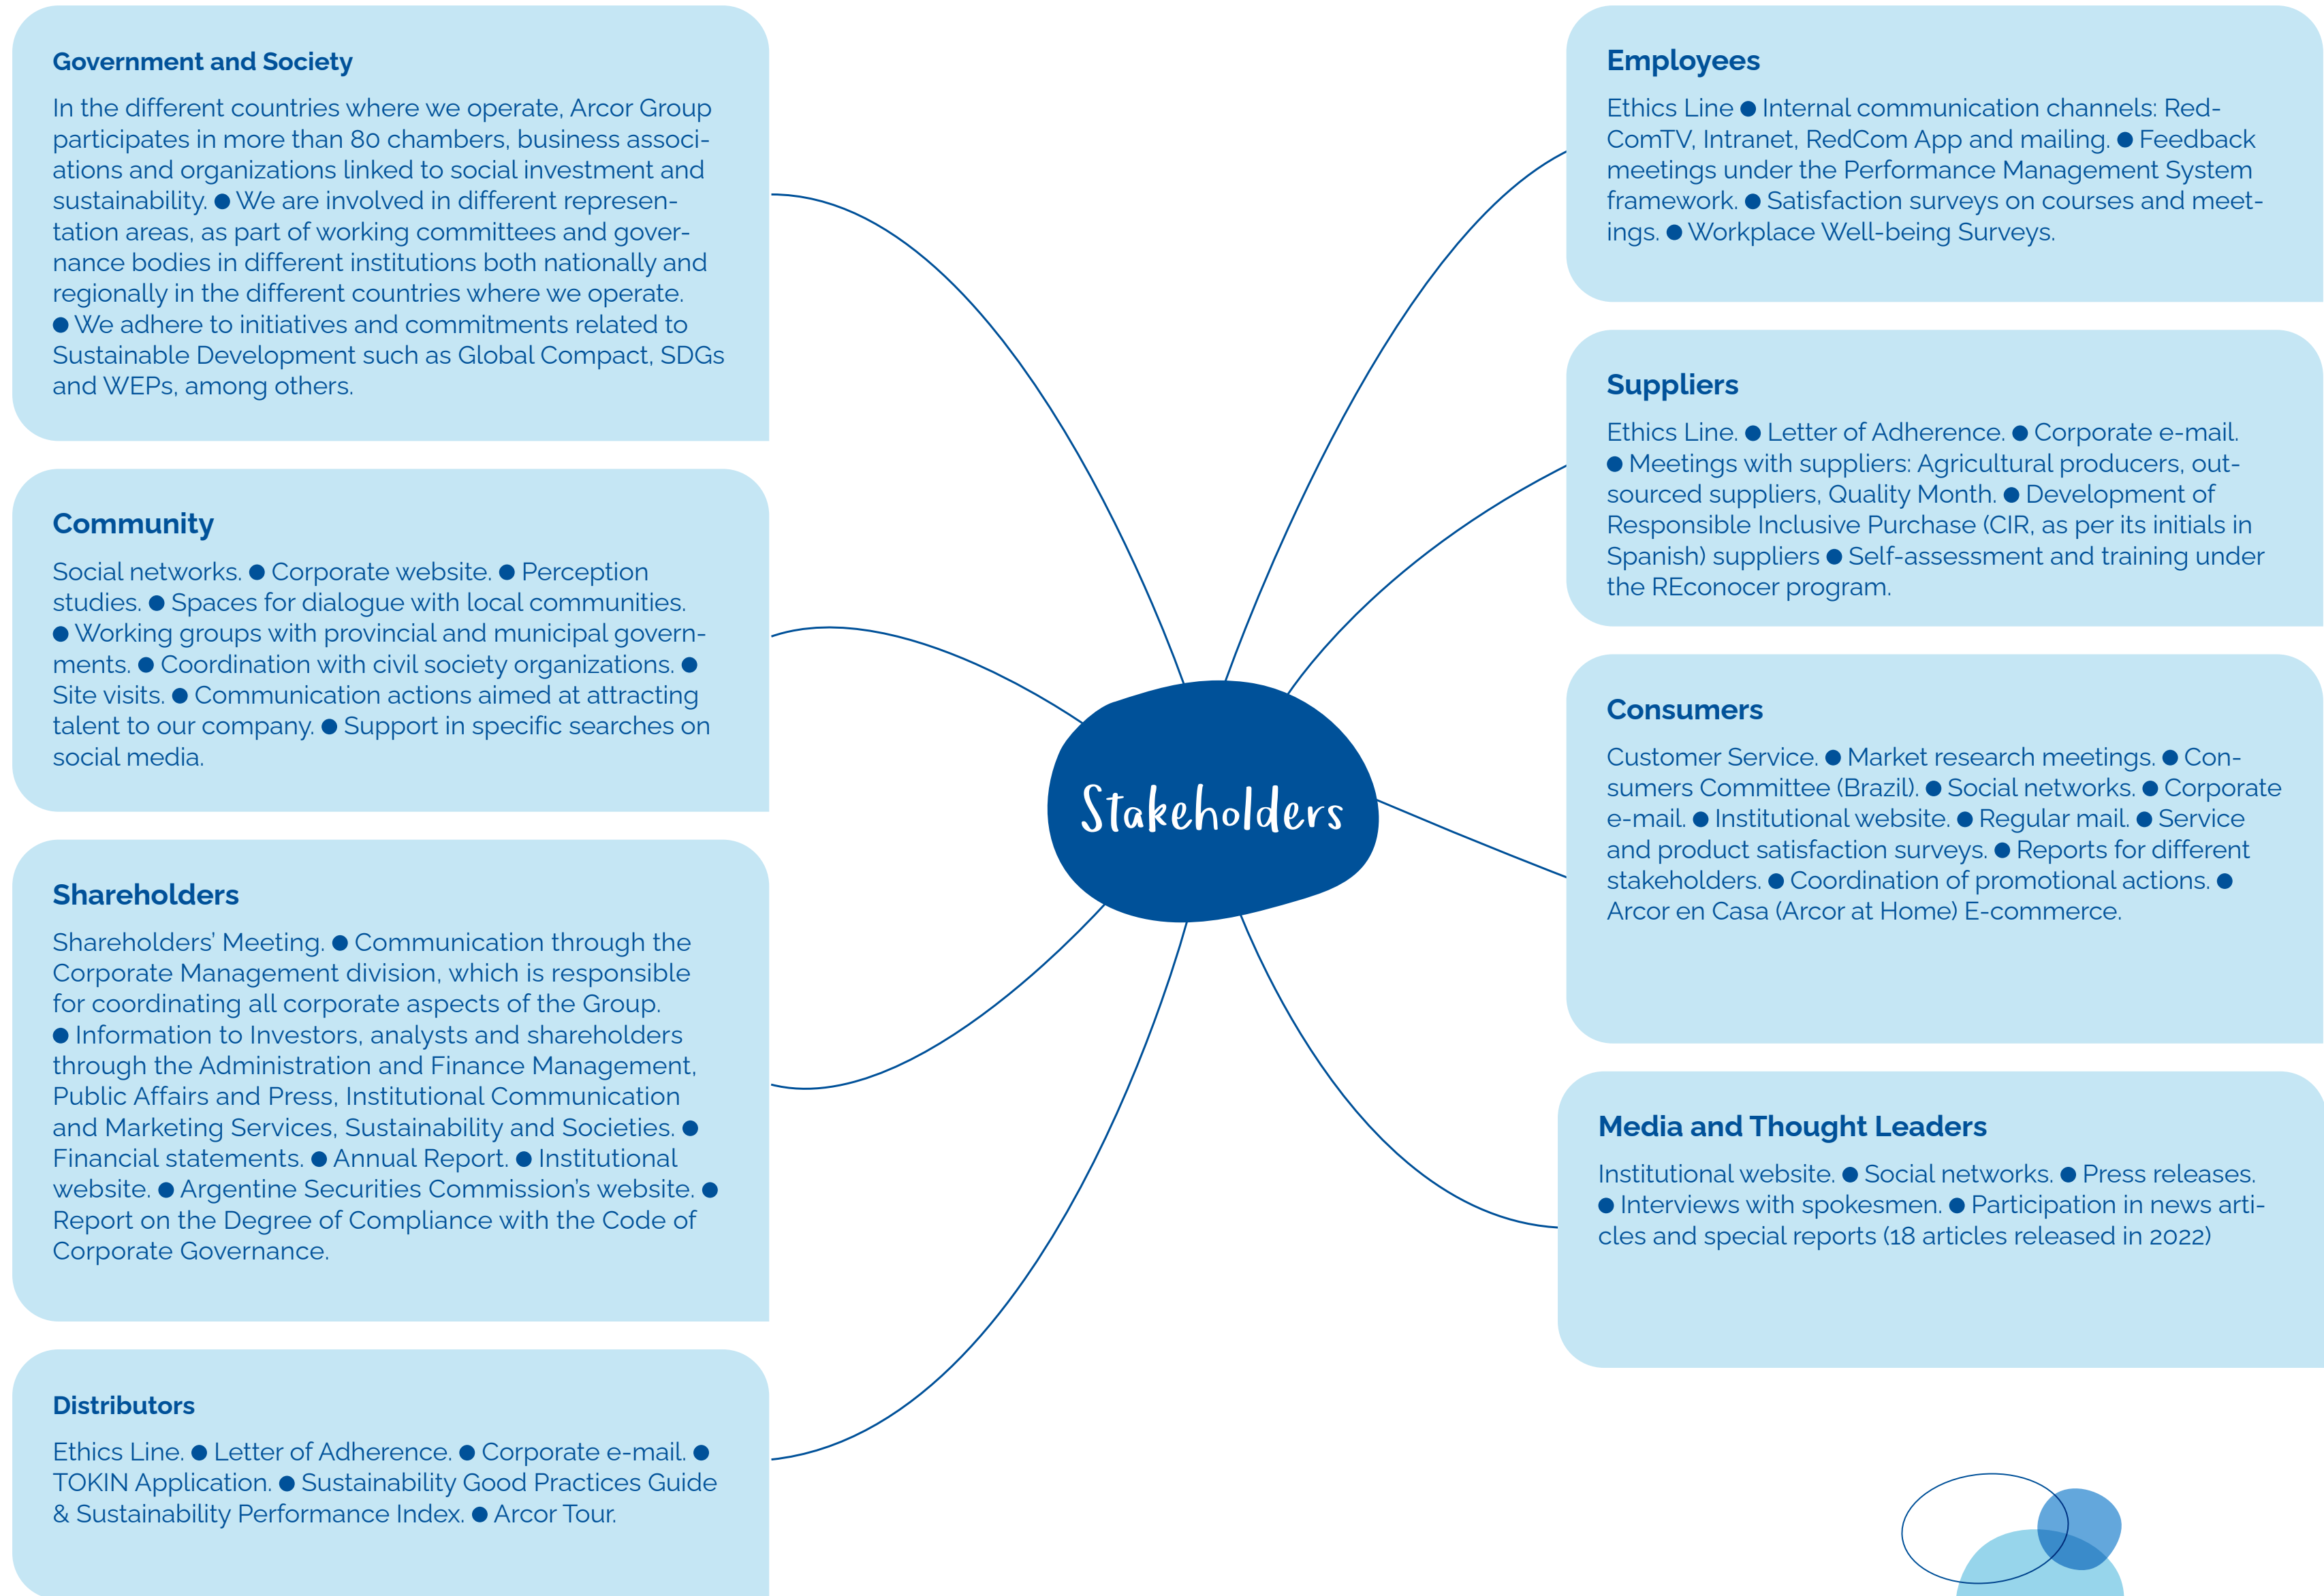 Government and Society
In the different countries where we operate, Arcor Group
participates in more than 80 chambers, business associ-
ations and organizations linked to social investment and
sustainability. ● We are involved in different represen-
tation areas, as part of working committees and gover-
nance bodies in different institutions both nationally and
regionally in the different countries where we operate.
● We adhere to initiatives and commitments related to
Sustainable Development such as Global Compact, SDGs
and WEPs, among others.
Community
Social networks. ● Corporate website. ● Perception
studies. ● Spaces for dialogue with local communities.
● Working groups with provincial and municipal govern-
ments. ● Coordination with civil society organizations. ●
Site visits. ● Communication actions aimed at attracting
talent to our company. ● Support in specific searches on
social media.
Shareholders
Shareholders’ Meeting. ● Communication through the
Corporate Management division, which is responsible
for coordinating all corporate aspects of the Group.
● Information to Investors, analysts and shareholders
through the Administration and Finance Management,
Public Affairs and Press, Institutional Communication
and Marketing Services, Sustainability and Societies. ●
Financial statements. ● Annual Report. ● Institutional
website. ● Argentine Securities Commission’s website. ●
Report on the Degree of Compliance with the Code of
Corporate Governance.
Distributors
Ethics Line. ● Letter of Adherence. ● Corporate e-mail. ●
TOKIN Application. ● Sustainability Good Practices Guide
& Sustainability Performance Index. ● Arcor Tour.
Stakeholders
Employees
Ethics Line ● Internal communication channels: Red-
ComTV, Intranet, RedCom App and mailing. ● Feedback
meetings under the Performance Management System
framework. ● Satisfaction surveys on courses and meet-
ings. ● Workplace Well-being Surveys.
Suppliers
Ethics Line. ● Letter of Adherence. ● Corporate e-mail.
● Meetings with suppliers: Agricultural producers, out-
sourced suppliers, Quality Month. ● Development of
Responsible Inclusive Purchase (CIR, as per its initials in
Spanish) suppliers ● Self-assessment and training under
the REconocer program.
Consumers
Customer Service. ● Market research meetings. ● Con-
sumers Committee (Brazil). ● Social networks. ● Corporate
e-mail. ● Institutional website. ● Regular mail. ● Service
and product satisfaction surveys. ● Reports for different
stakeholders. ● Coordination of promotional actions. ●
Arcor en Casa (Arcor at Home) E-commerce.
Media and Thought Leaders
Institutional website. ● Social networks. ● Press releases.
● Interviews with spokesmen. ● Participation in news arti-
cles and special reports (18 articles released in 2022)